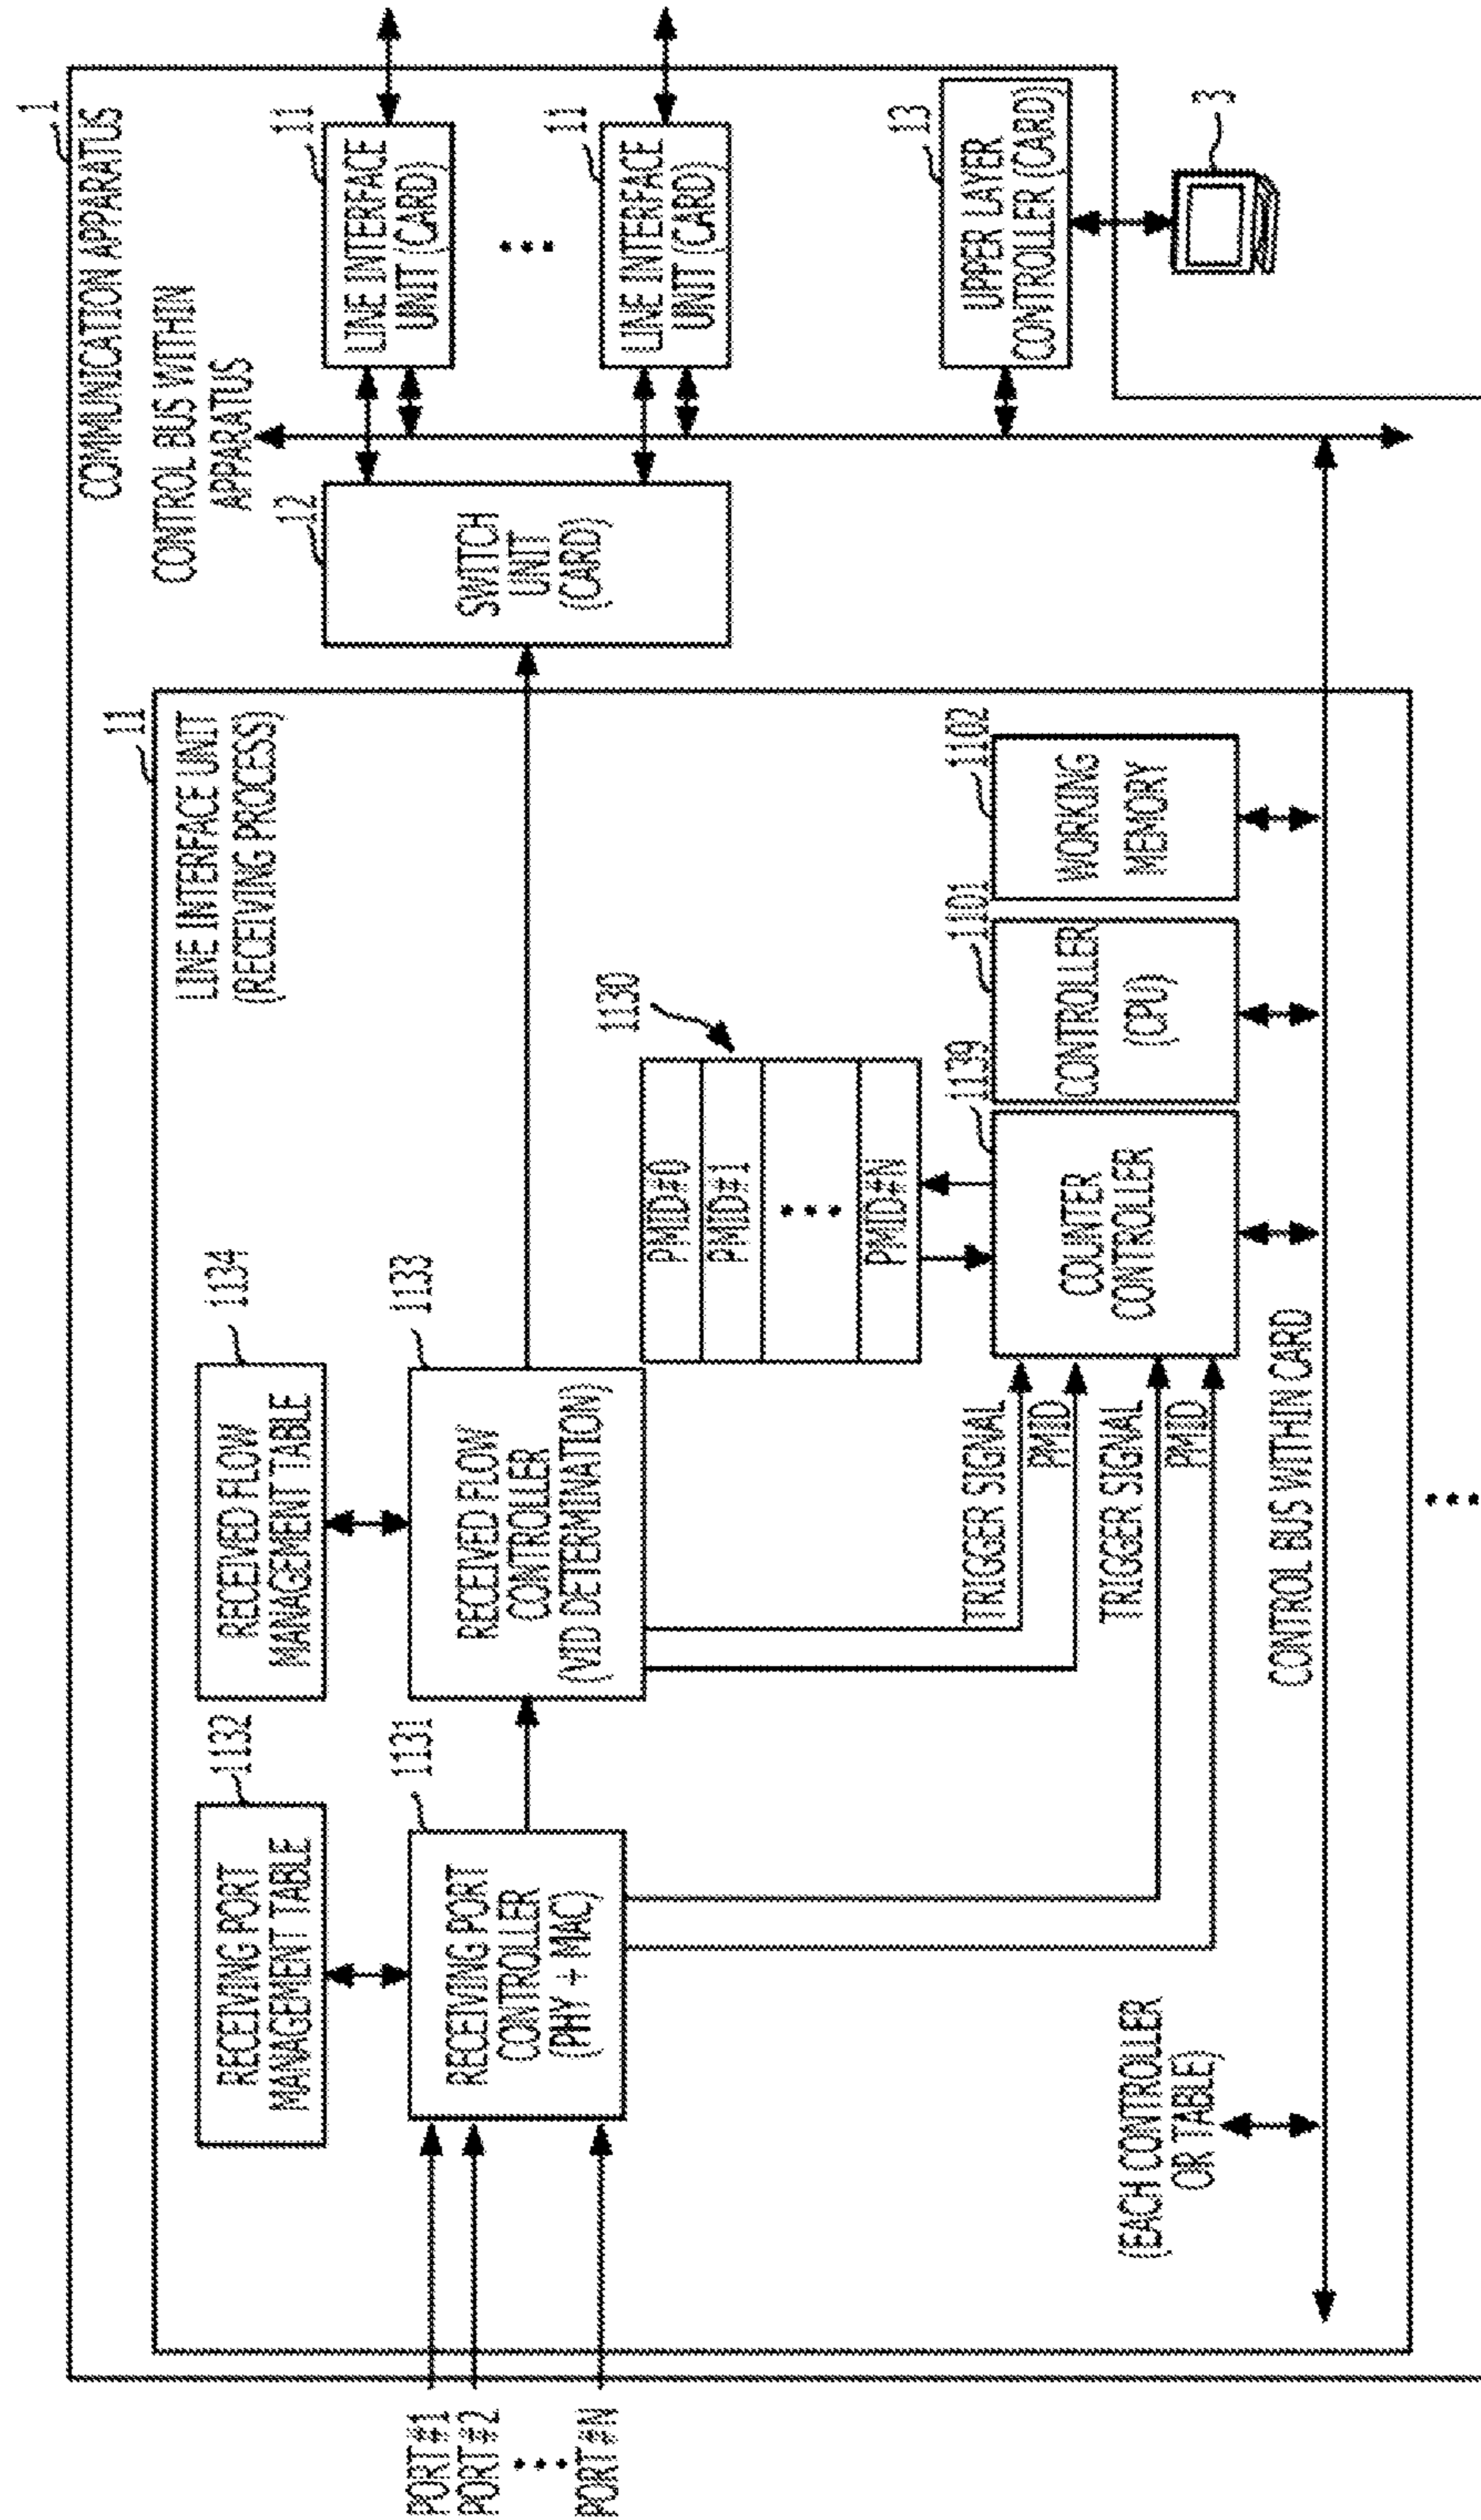 1
COMMUNICATION APPARATUS
CONTROL BUS WITHIN
APPARATUS
11
LINE INTERFACE UNIT
(RECEIVING PROCESS)
1132
RECEIVING PORT
MANAGEMENT TABLE
1134
RECEIVED FLOW
MANAGEMENT TABLE
12
SWITCH
UNIT
(CARD)
11
LINE INTERFACE
UNIT (CARD)
•••
11
LINE INTERFACE
UNIT (CARD)
PORT#1
PORT#2
•••
PORT#N
1131
RECEIVING PORT
CONTROLLER
(PHY + MAC)
1133
RECEIVED FLOW
CONTROLLER
(VID DETERMINATION)
1130
PMID#0
PMID#1
•••
PMID#N
TRIGGER SIGNAL
PMID
TRIGGER SIGNAL
PMID
1139
COUNTER
CONTROLLER
1101
CONTROLLER
(CPU)
1102
WORKING
MEMORY
13
UPPER LAYER
CONTROLLER (CARD)
3
(EACH CONTROLLER
OR TABLE)
CONTROL BUS WITHIN CARD
•••